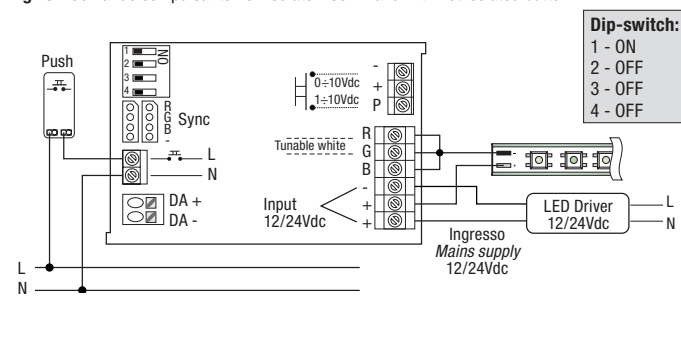 Dip-switch:
1 - ON
2 - OFF
3 - OFF
4 - OFF
Push
1
2
3
4
ON
R
G
B
-
Sync
L
N
DA +
DA -
0÷10Vdc
1÷10Vdc
-
+
P
Tunable white
R
G
B
-
+
+
Input
12/24Vdc
-
+
LED Driver
12/24Vdc
L
N
Ingresso
Mains supply
12/24Vdc
L
N